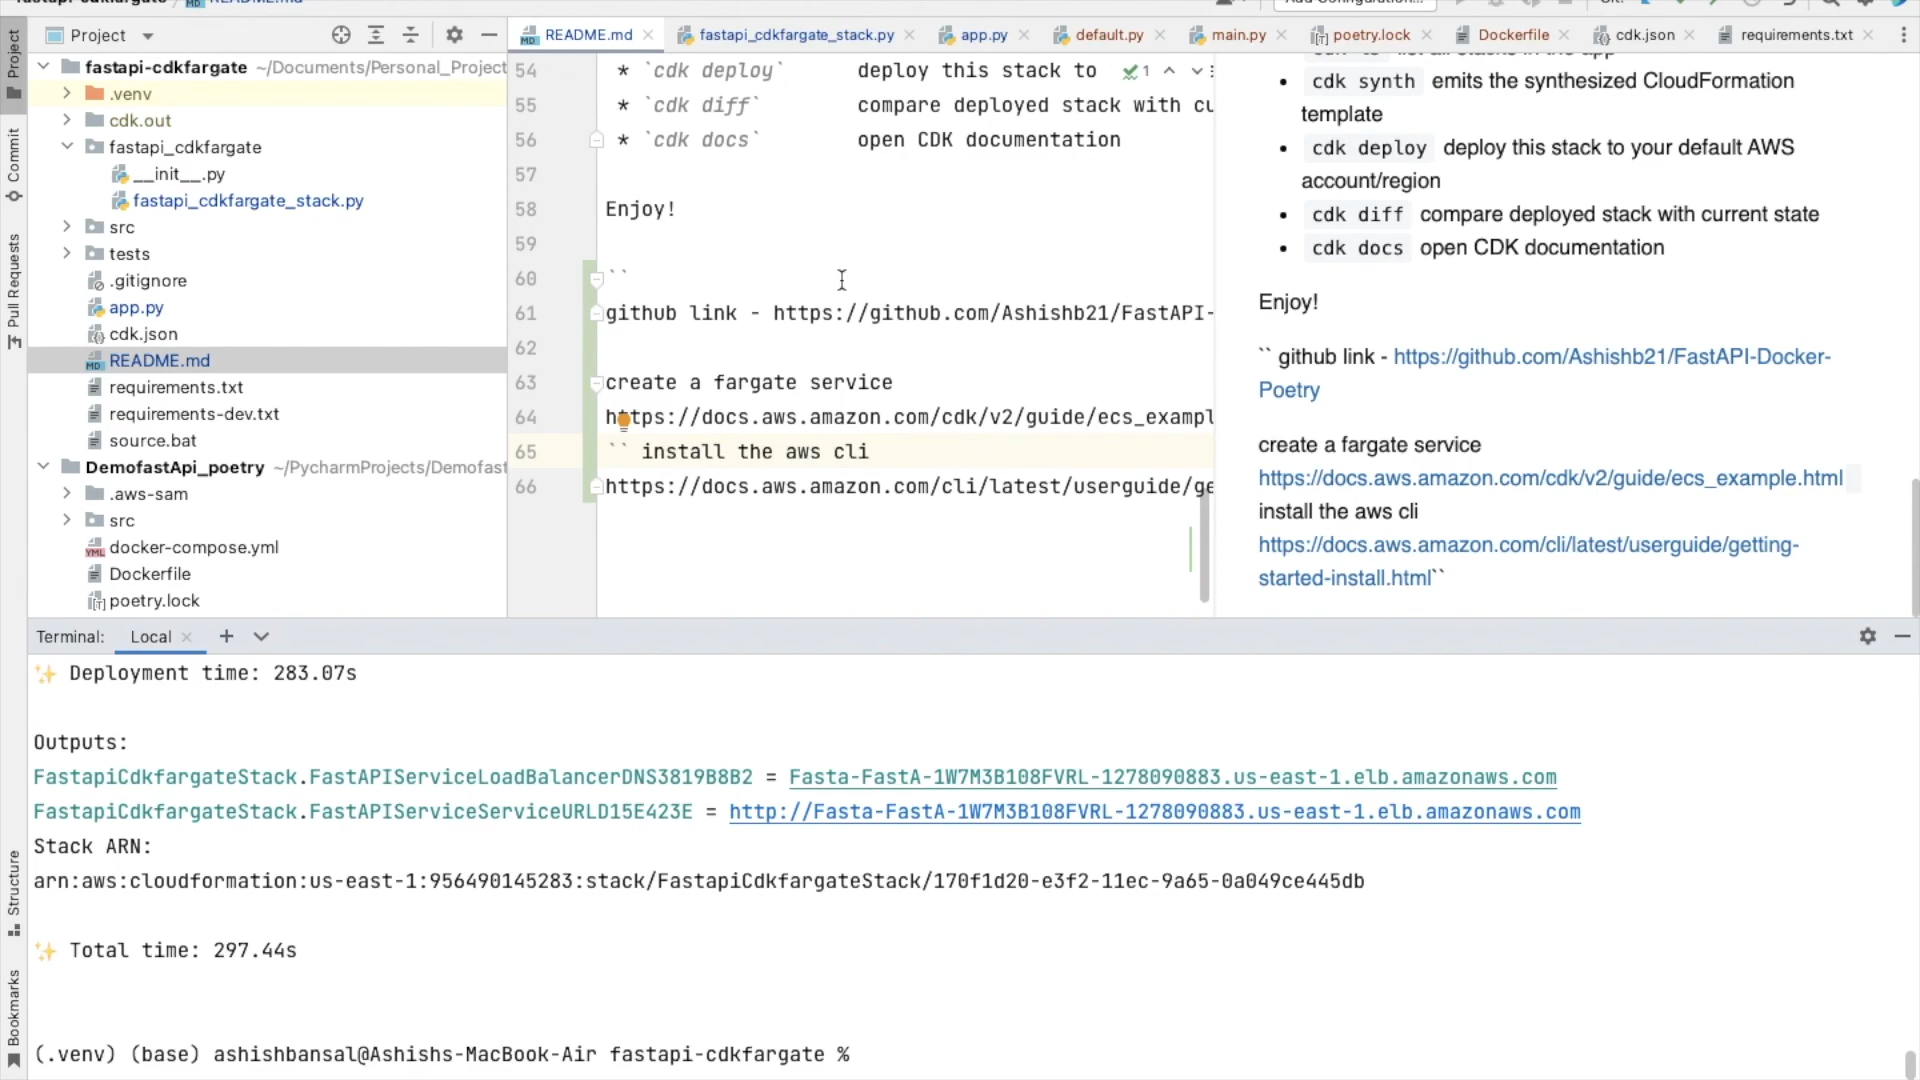 Project
README.md
fastapi_cdkfargate_stack.py
app.py
default.py
main.py
poetry.lock
Dockerfile
cdk.json
requirements.txt
Project
Commit
Pull Requests
Structure
Bookmarks
fastapi-cdkfargate ~/Documents/Personal_Project
.venv
cdk.out
fastapi_cdkfargate
__init__.py
fastapi_cdkfargate_stack.py
src
tests
.gitignore
app.py
cdk.json
README.md
requirements.txt
requirements-dev.txt
source.bat
DemofastApi_poetry ~/PycharmProjects/Demofast
.aws-sam
src
docker-compose.yml
Dockerfile
poetry.lock
54 * `cdk deploy` deploy this stack to
1
55 * `cdk diff` compare deployed stack with cu
56 * `cdk docs` open CDK documentation
57
58 Enjoy!
59
60 ``
61 github link - https://github.com/Ashishb21/FastAPI-
62
63 create a fargate service
64 https://docs.aws.amazon.com/cdk/v2/guide/ecs_exampl
65 `` install the aws cli
66 https://docs.aws.amazon.com/cli/latest/userguide/ge
• cdk synth emits the synthesized CloudFormation
template
• cdk deploy deploy this stack to your default AWS
account/region
• cdk diff compare deployed stack with current state
• cdk docs open CDK documentation
Enjoy!
`` github link - https://github.com/Ashishb21/FastAPI-Docker-
Poetry
create a fargate service
https://docs.aws.amazon.com/cdk/v2/guide/ecs_example.html
install the aws cli
https://docs.aws.amazon.com/cli/latest/userguide/getting-
started-install.html``
Terminal: Local
✨ Deployment time: 283.07s
Outputs:
FastapiCdkfargateStack.FastAPIServiceLoadBalancerDNS3819B8B2 = Fasta-FastA-1W7M3B108FVRL-1278090883.us-east-1.elb.amazonaws.com
FastapiCdkfargateStack.FastAPIServiceServiceURLD15E423E = http://Fasta-FastA-1W7M3B108FVRL-1278090883.us-east-1.elb.amazonaws.com
Stack ARN:
arn:aws:cloudformation:us-east-1:956490145283:stack/FastapiCdkfargateStack/170f1d20-e3f2-11ec-9a65-0a049ce445db
✨ Total time: 297.44s
(.venv) (base) ashishbansal@Ashishs-MacBook-Air fastapi-cdkfargate %